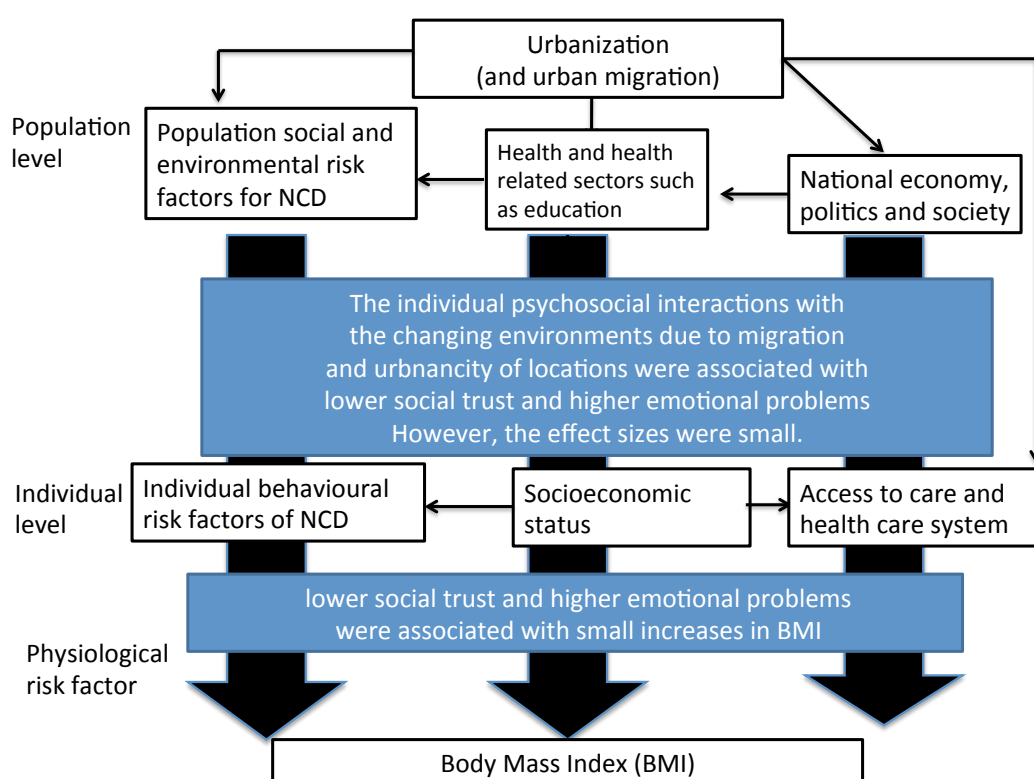 Urbanization
(and urban migration)
Population
level
Population social and
environmental risk
factors for NCD
Health and health
related sectors such
as education
National economy,
politics and society
The individual psychosocial interactions with
the changing environments due to migration
and urbnancity of locations were associated with
lower social trust and higher emotional problems
However, the effect sizes were small.
Individual
level
Individual behavioural
risk factors of NCD
Socioeconomic
status
Access to care and
health care system
lower social trust and higher emotional problems
were associated with small increases in BMI
Physiological
risk factor
Body Mass Index (BMI)